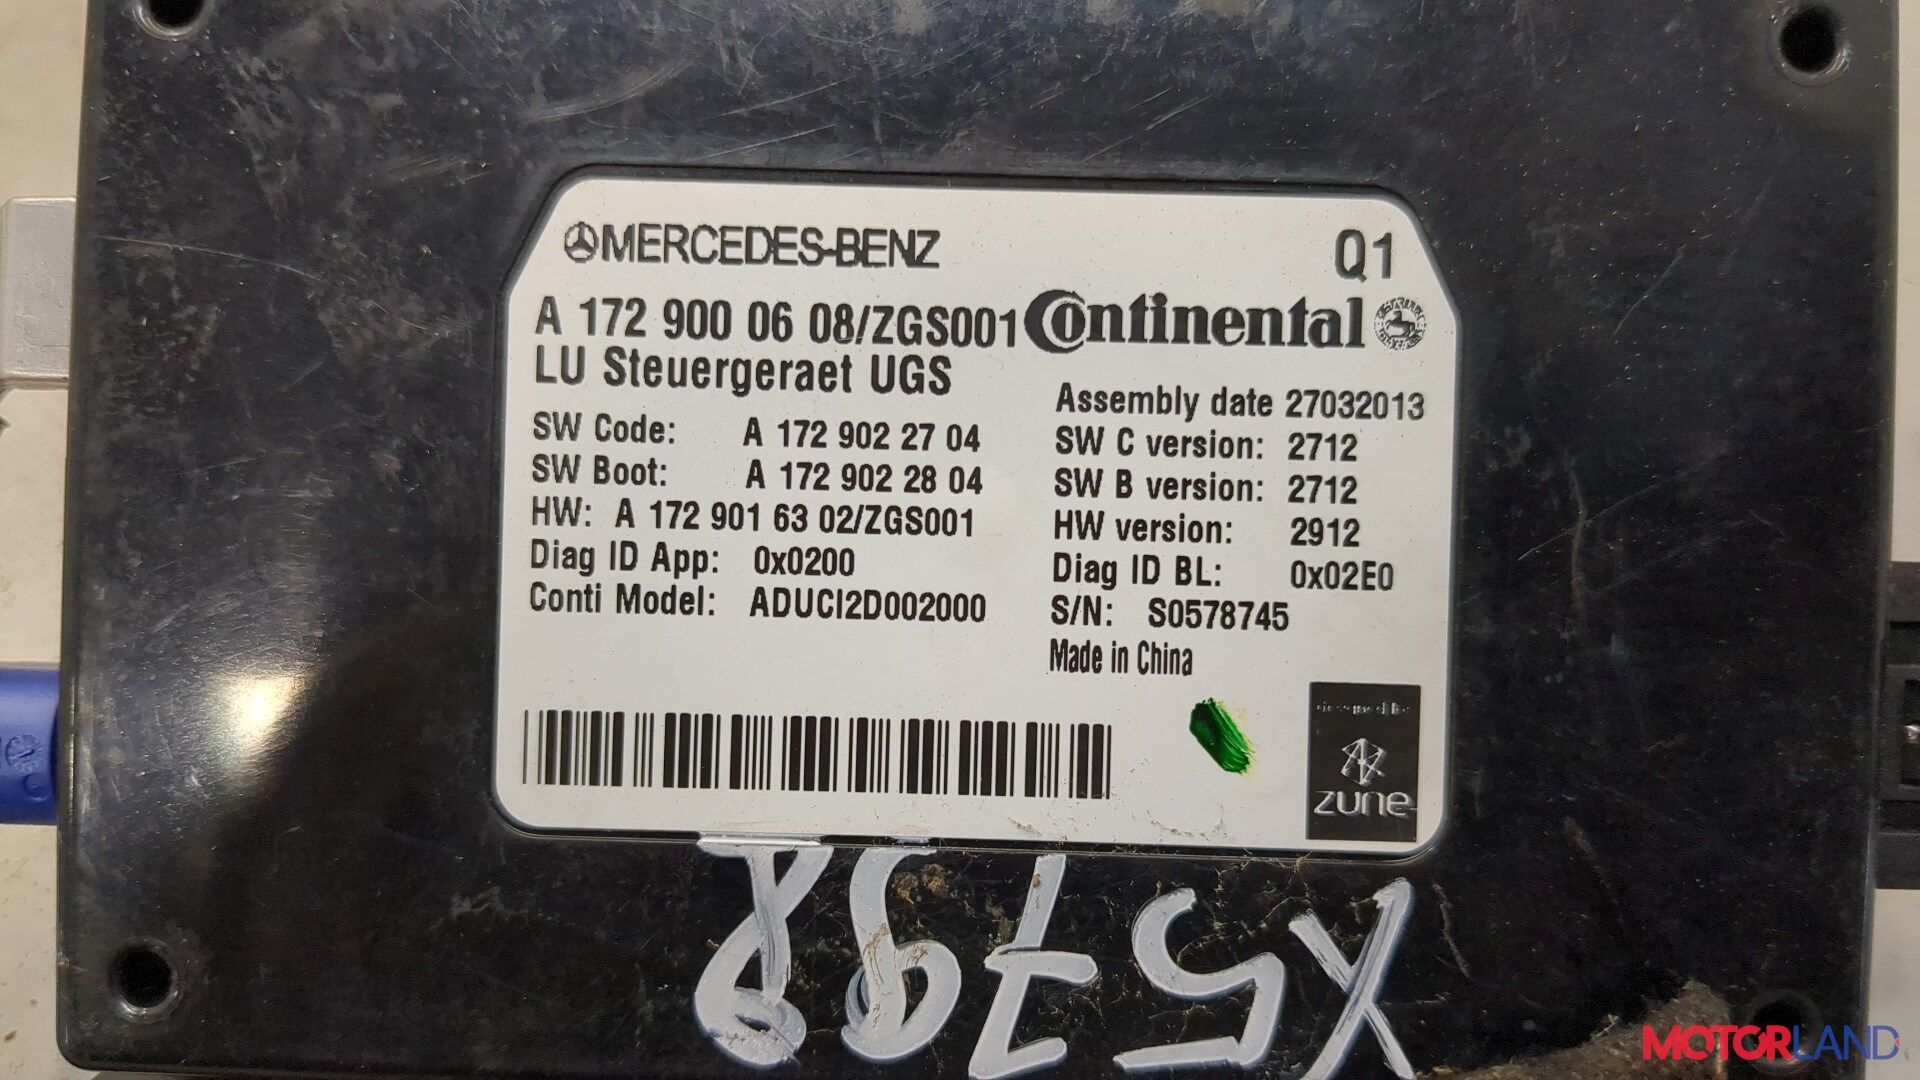 MERCEDES-BENZ
Q1
A 172 900 06 08/ZGS001
Continental
LU Steuergeraet UGS
Assembly date 27032013
SW Code: A 172 902 27 04
SW C version: 2712
SW Boot: A 172 902 28 04
SW B version: 2712
HW: A 172 901 63 02/ZGS001
HW version: 2912
Diag ID App: 0x0200
Diag ID BL: 0x02E0
Conti Model: ADUCI2D002000
S/N: S0578745
Made in China
designed by
zune
X5798
MOTORLAND